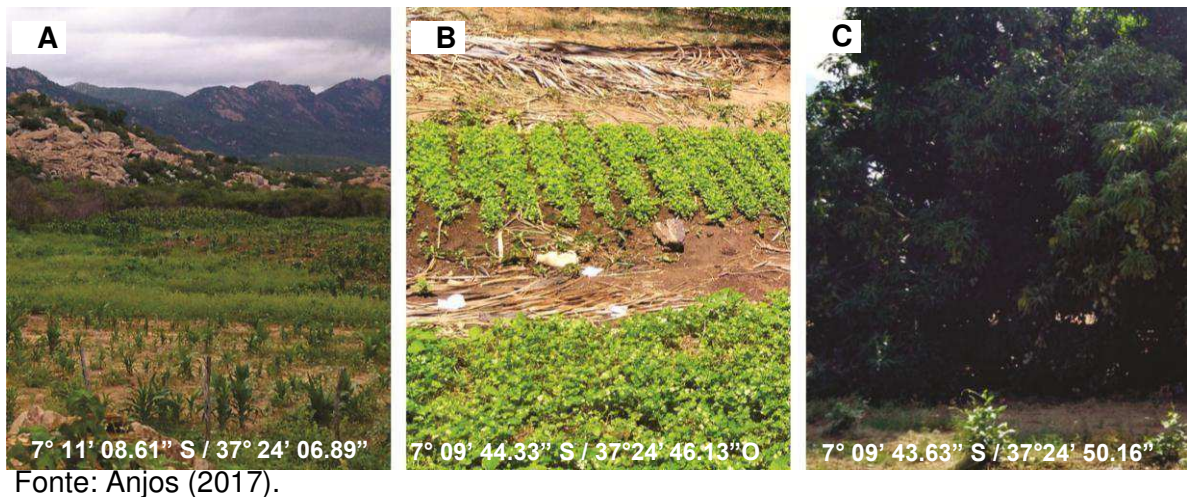 A
B
C
7° 11’ 08.61” S / 37° 24’ 06.89”
7° 09’ 44.33” S / 37°24’ 46.13”O
7° 09’ 43.63” S / 37°24’ 50.16”
Fonte: Anjos (2017).